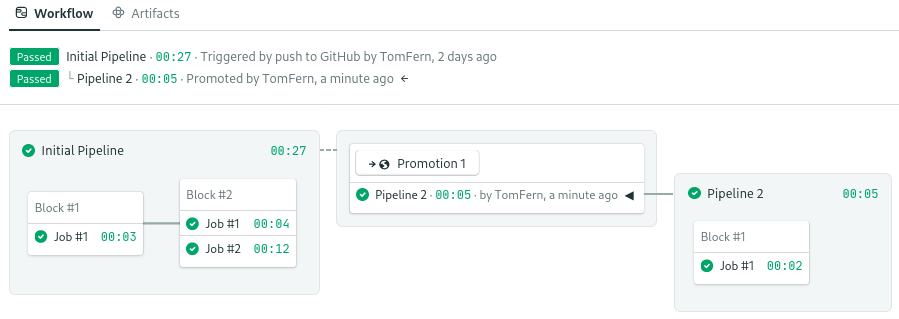 Workflow Artifacts
Passed Initial Pipeline · 00:27 · Triggered by push to GitHub by TomFern, 2 days ago
Passed └ Pipeline 2 · 00:05 · Promoted by TomFern, a minute ago ←
Initial Pipeline 00:27
Block #1
Job #1 00:03
Block #2
Job #1 00:04
Job #2 00:12
→ Promotion 1
Pipeline 2 · 00:05 · by TomFern, a minute ago ◀
Pipeline 2 00:05
Block #1
Job #1 00:02